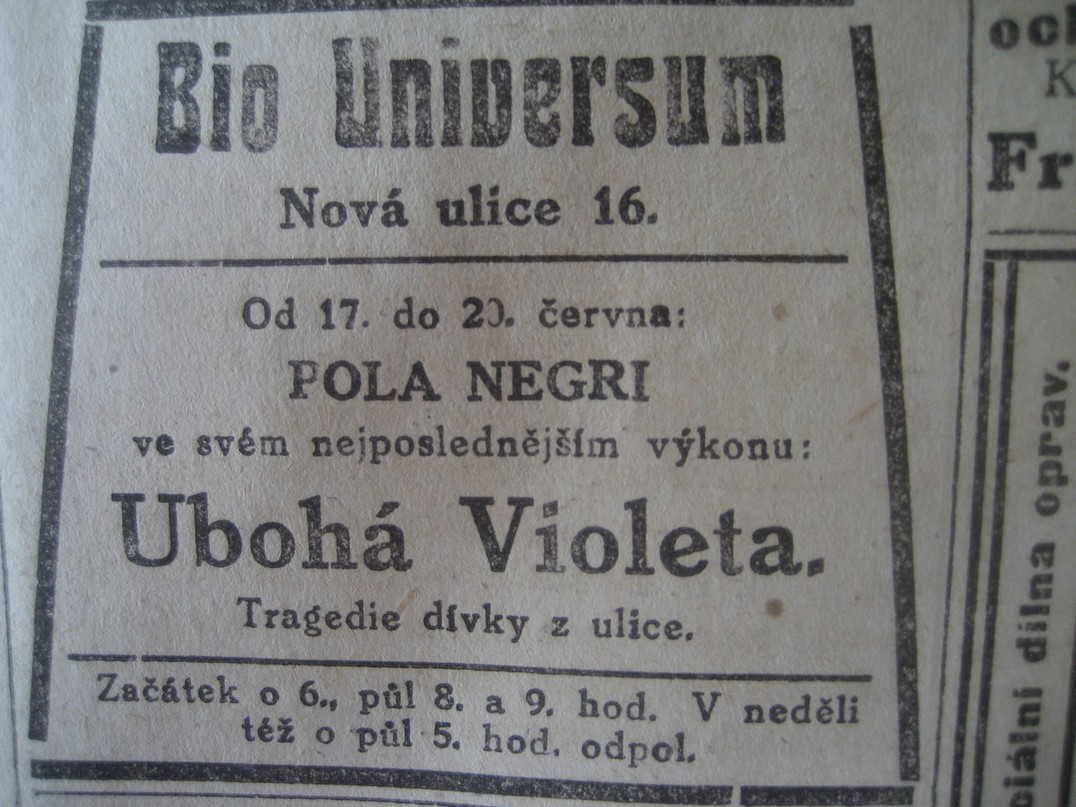 Bio Universum
Nová ulice 16.
Od 17. do 20. června:
POLA NEGRI
ve svém nejposlednějším výkonu:
Ubohá Violeta.
Tragedie dívky z ulice.
Začátek o 6., půl 8. a 9. hod. V neděli
též o půl 5. hod. odpol.
K
Fr
dílna oprav.